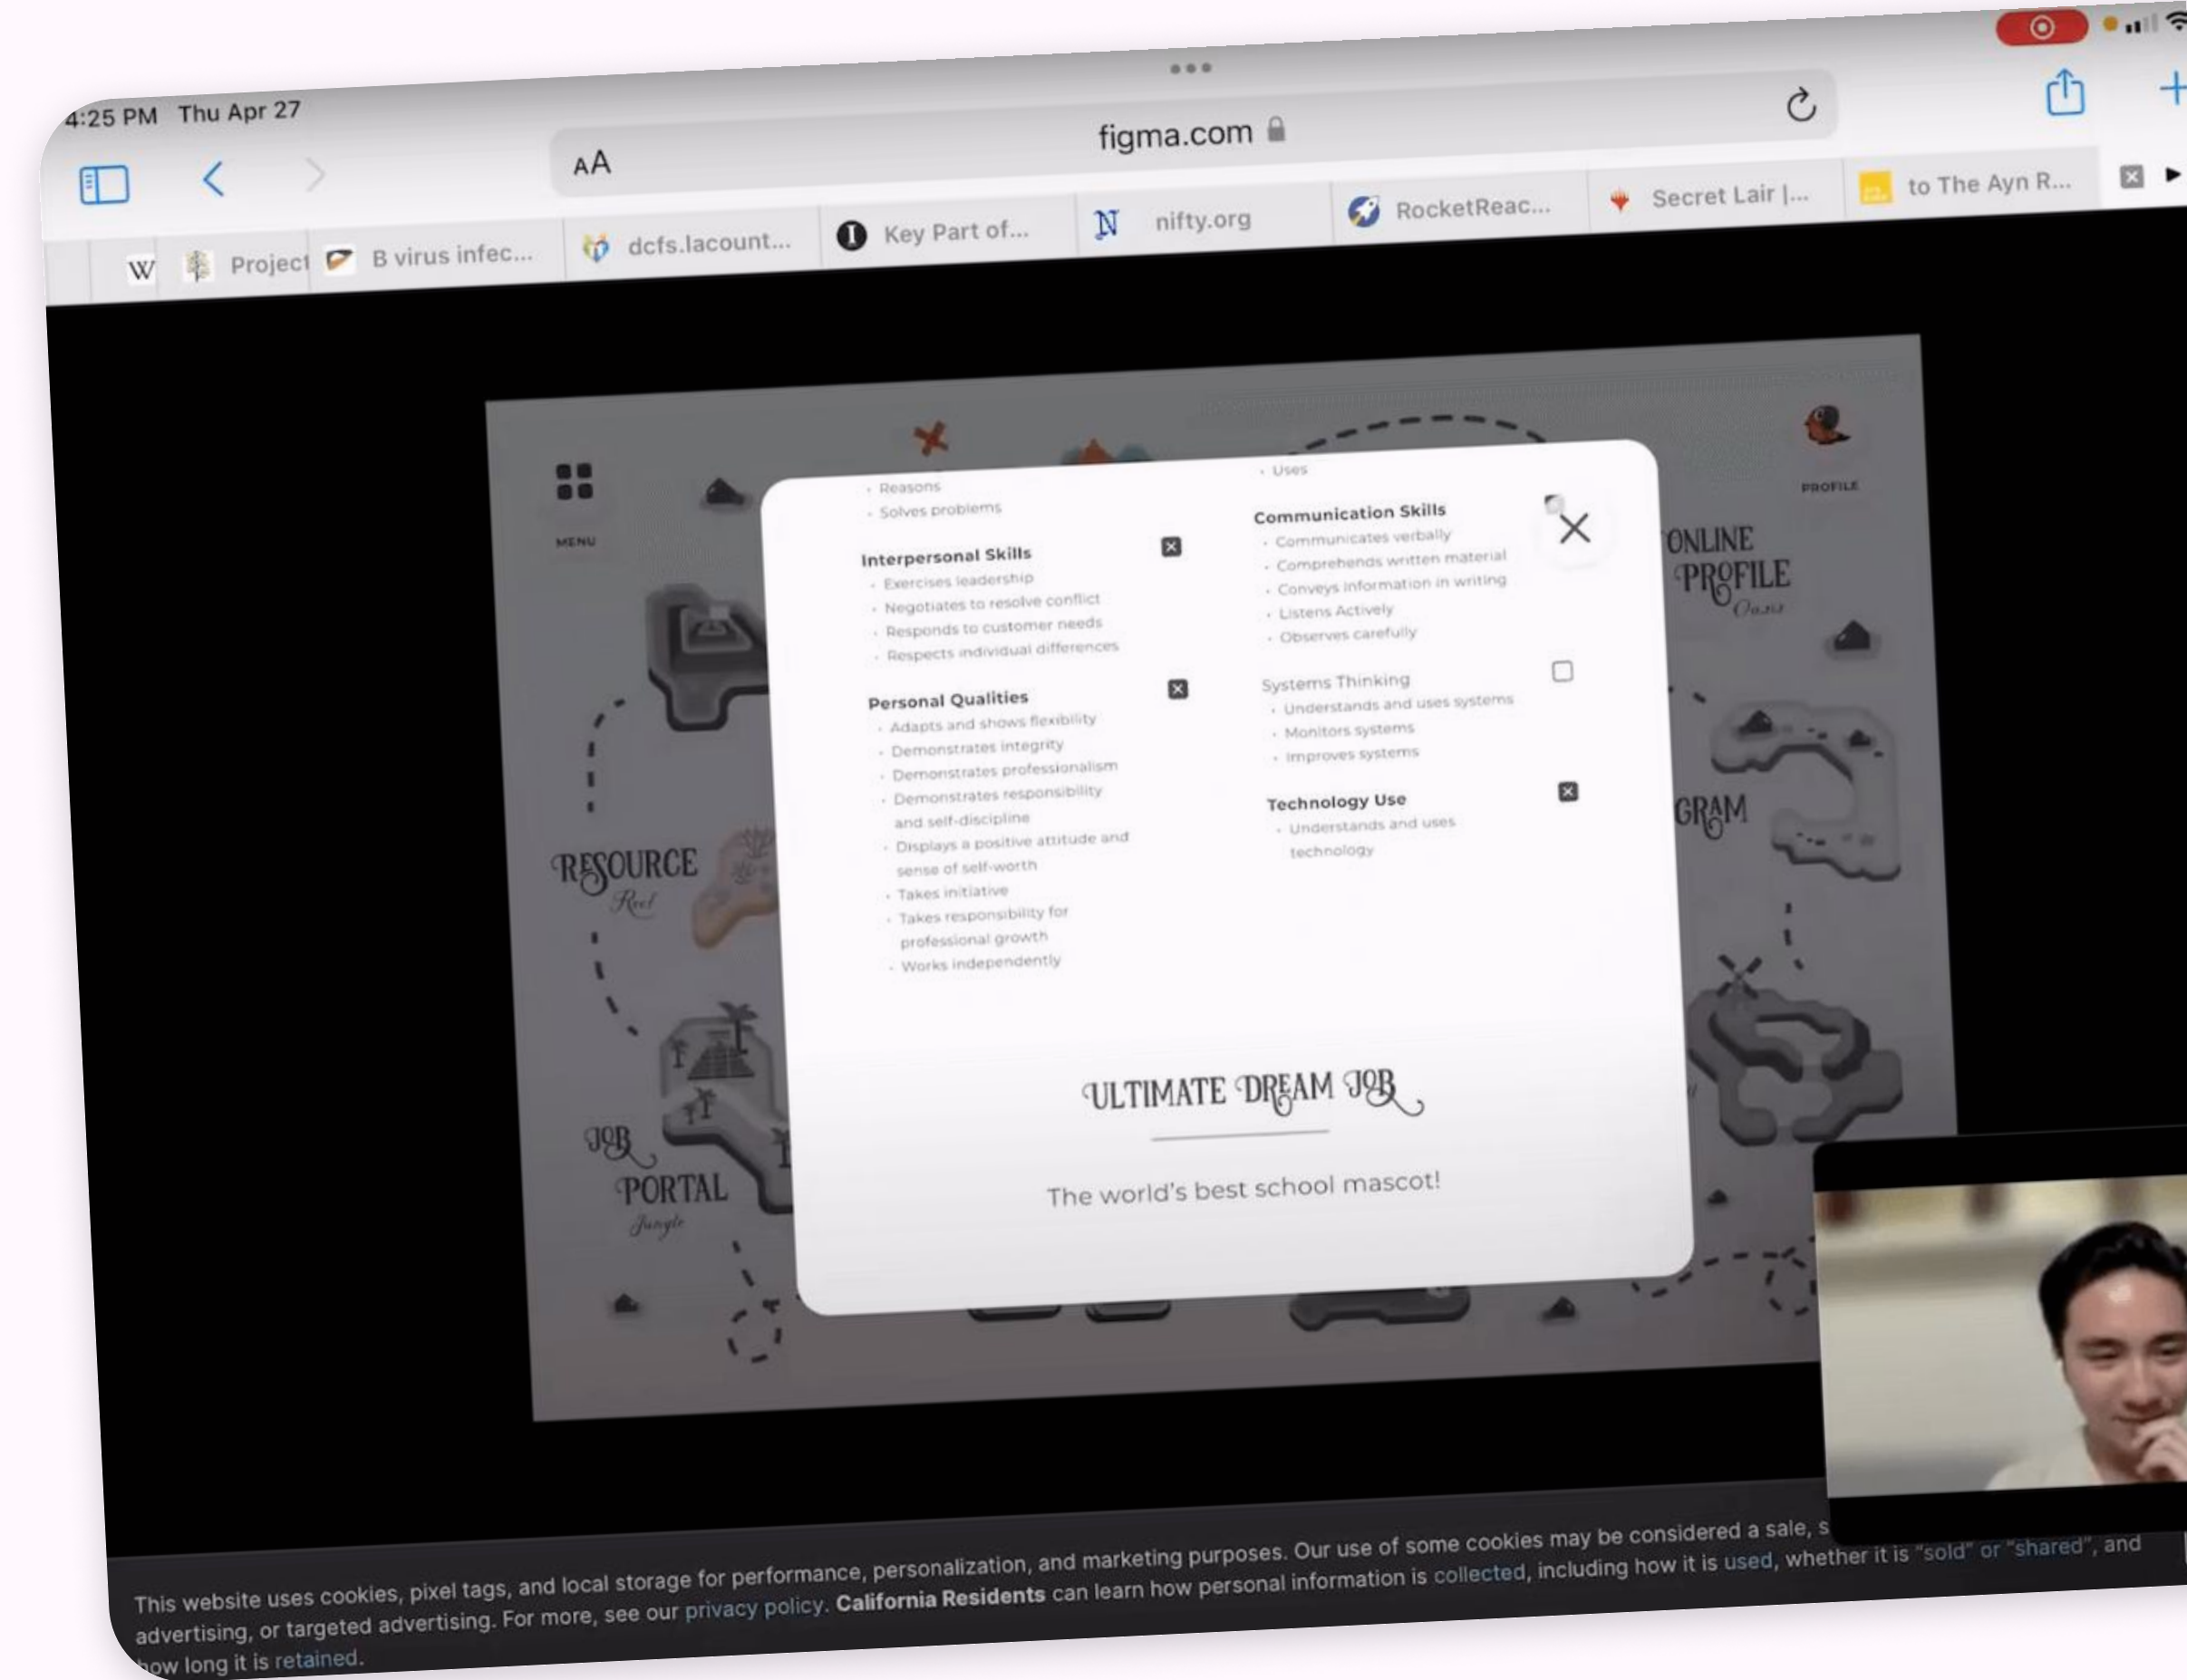 4:25 PM Thu Apr 27
AA
figma.com
W
Project
B virus infec...
dcfs.lacount...
Key Part of...
nifty.org
RocketReac...
Secret Lair |...
to The Ayn R...
MENU
PROFILE
ONLINE
PROFILE
Oasis
RESOURCE
Reef
GRAM
JOB
PORTAL
Jungle
· Reasons
· Solves problems
Interpersonal Skills
· Exercises leadership
· Negotiates to resolve conflict
· Responds to customer needs
· Respects individual differences
Personal Qualities
· Adapts and shows flexibility
· Demonstrates integrity
· Demonstrates professionalism
· Demonstrates responsibility
and self-discipline
· Displays a positive attitude and
sense of self-worth
· Takes initiative
· Takes responsibility for
professional growth
· Works independently
· Uses
Communication Skills
· Communicates verbally
· Comprehends written material
· Conveys information in writing
· Listens Actively
· Observes carefully
Systems Thinking
· Understands and uses systems
· Monitors systems
· Improves systems
Technology Use
· Understands and uses
technology
ULTIMATE DREAM JOB
The world's best school mascot!
This website uses cookies, pixel tags, and local storage for performance, personalization, and marketing purposes. Our use of some cookies may be considered a sale, s
advertising, or targeted advertising. For more, see our privacy policy. California Residents can learn how personal information is collected, including how it is used, whether it is "sold" or "shared", and
how long it is retained.